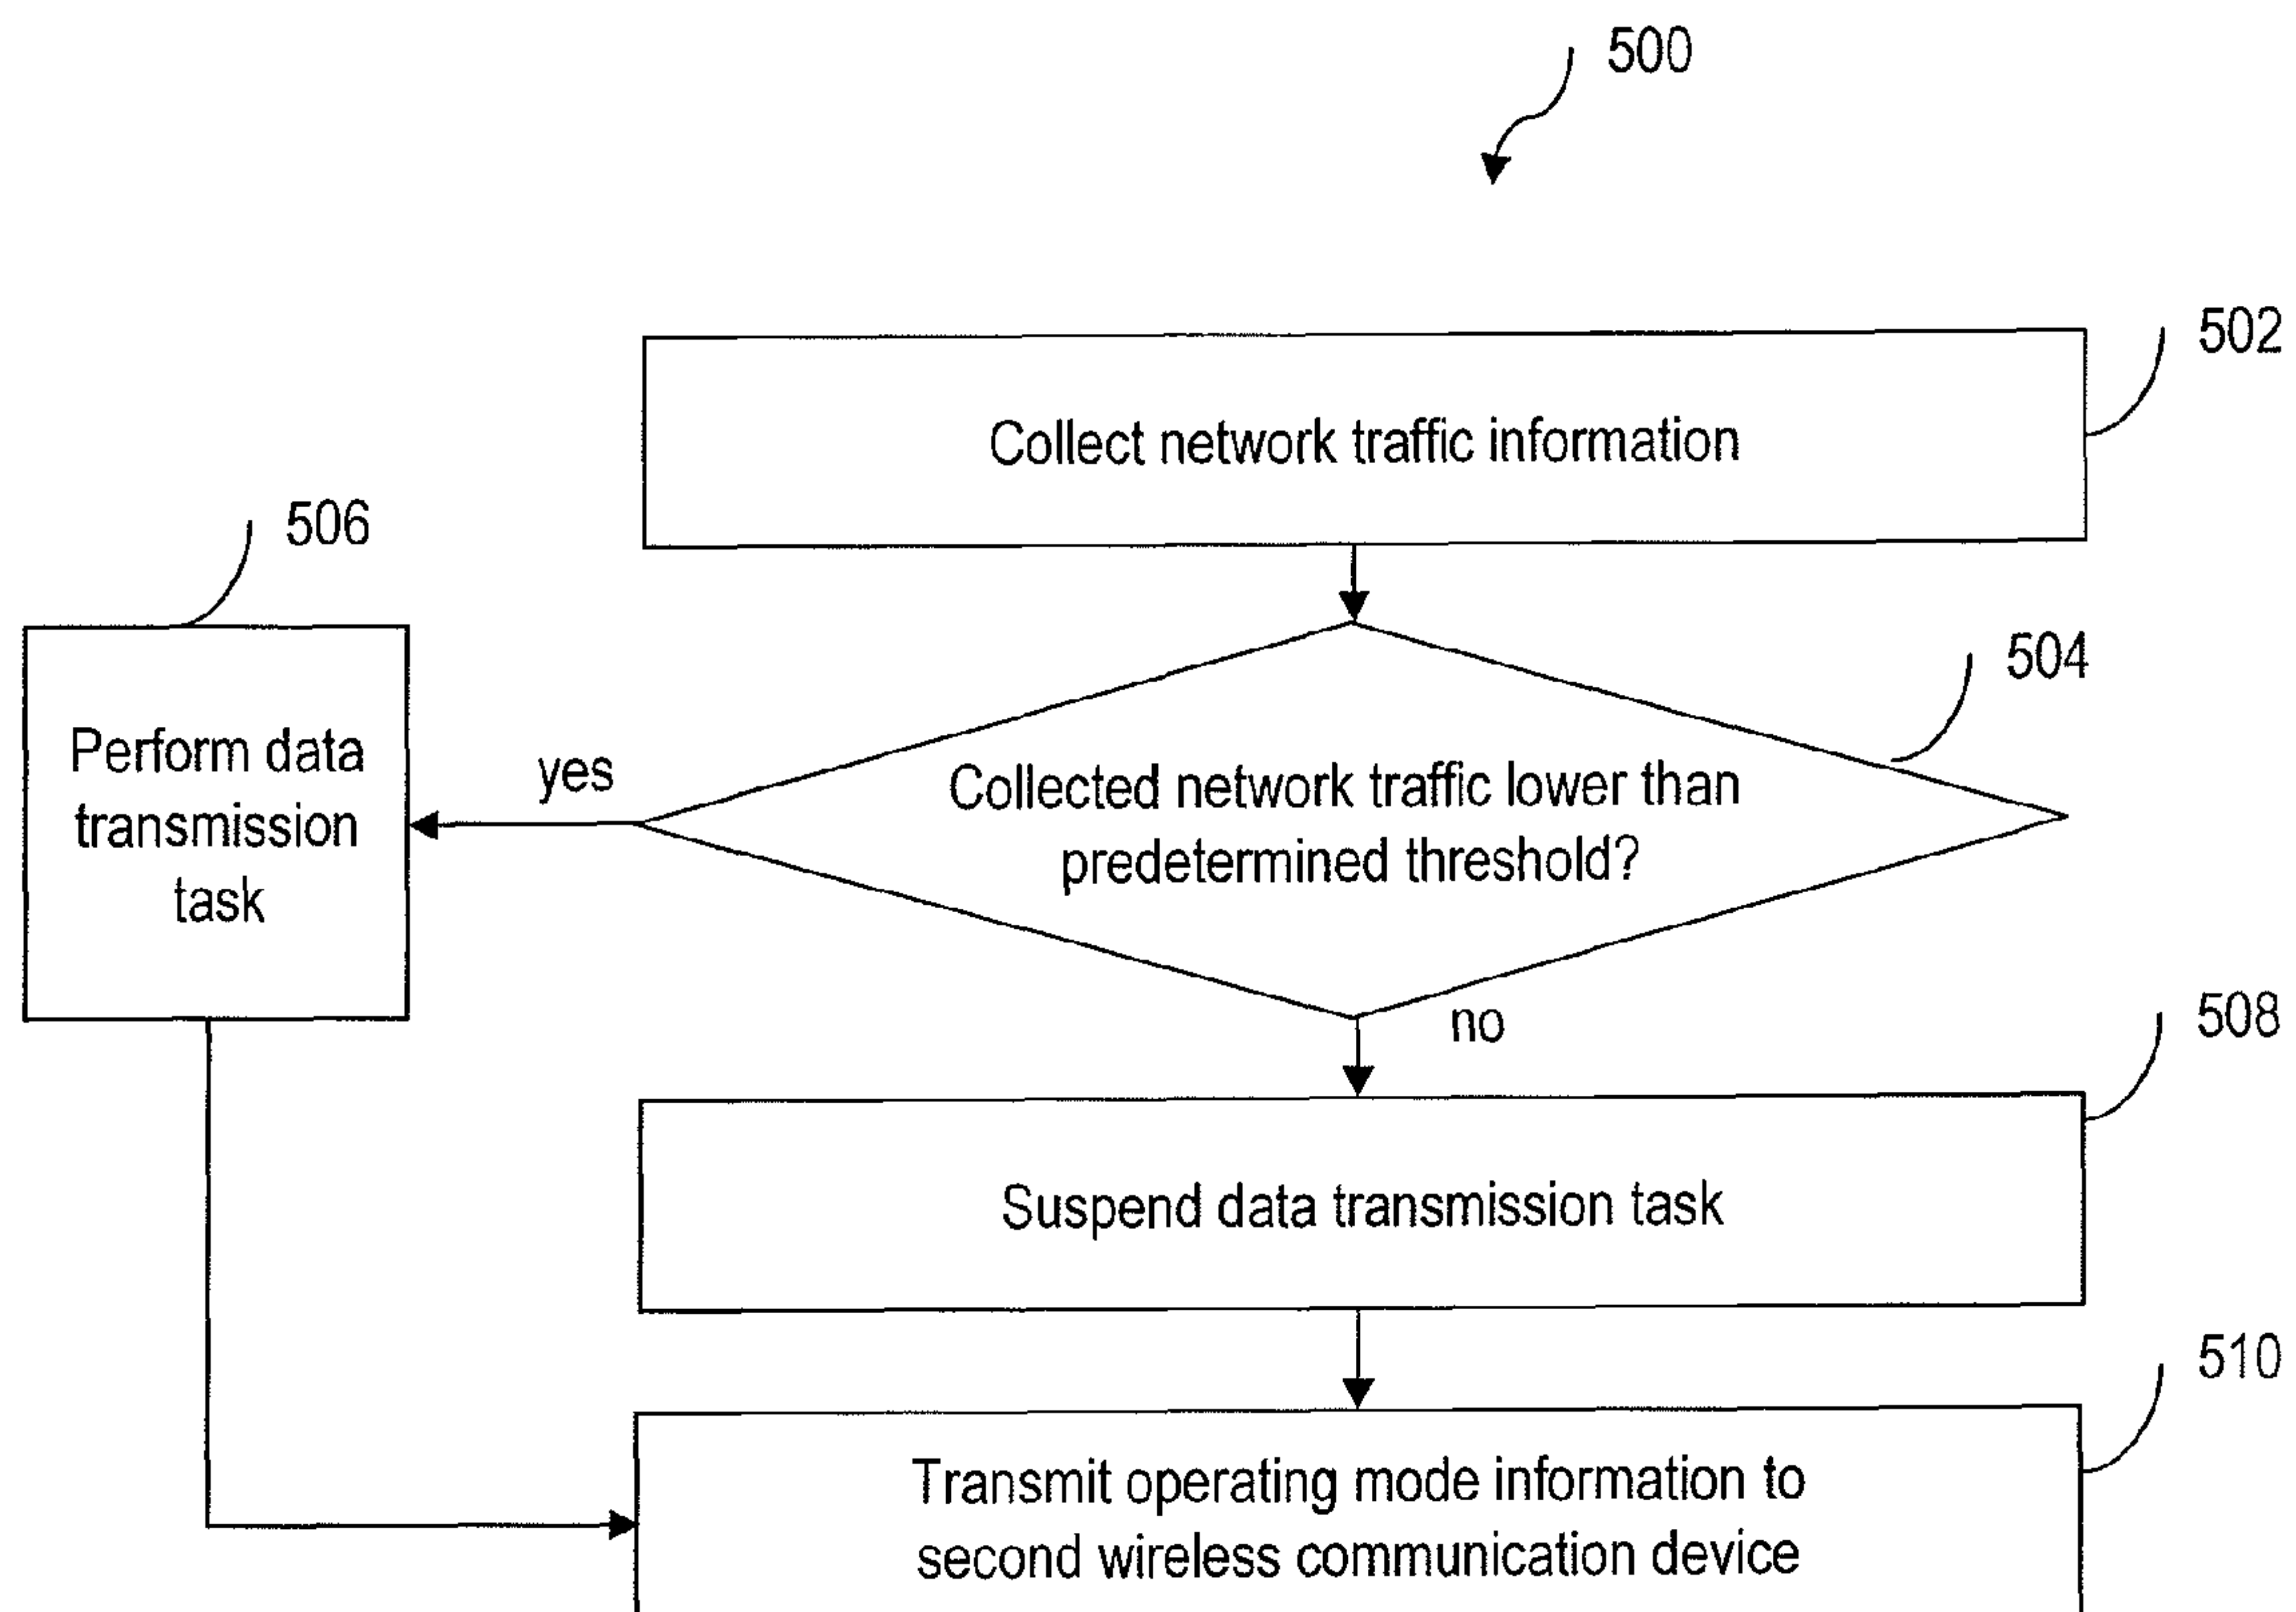 500
502
Collect network traffic information
506
504
Perform data
transmission
task
yes
Collected network traffic lower than
predetermined threshold?
no
508
Suspend data transmission task
510
Transmit operating mode information to
second wireless communication device